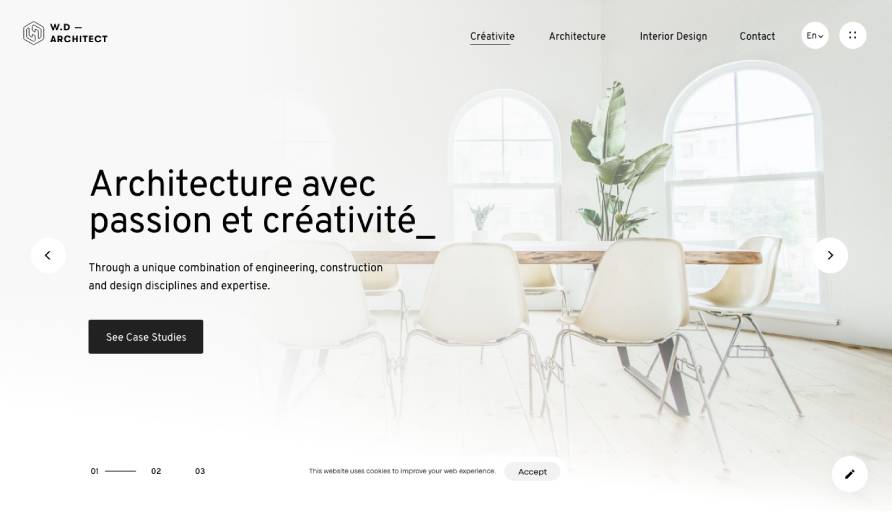 W.D —
ARCHITECT
Créativite
Architecture
Interior Design
Contact
En
Architecture avec
passion et créativité_
Through a unique combination of engineering, construction
and design disciplines and expertise.
See Case Studies
01
02
03
This website uses cookies to improve your web experience.
Accept